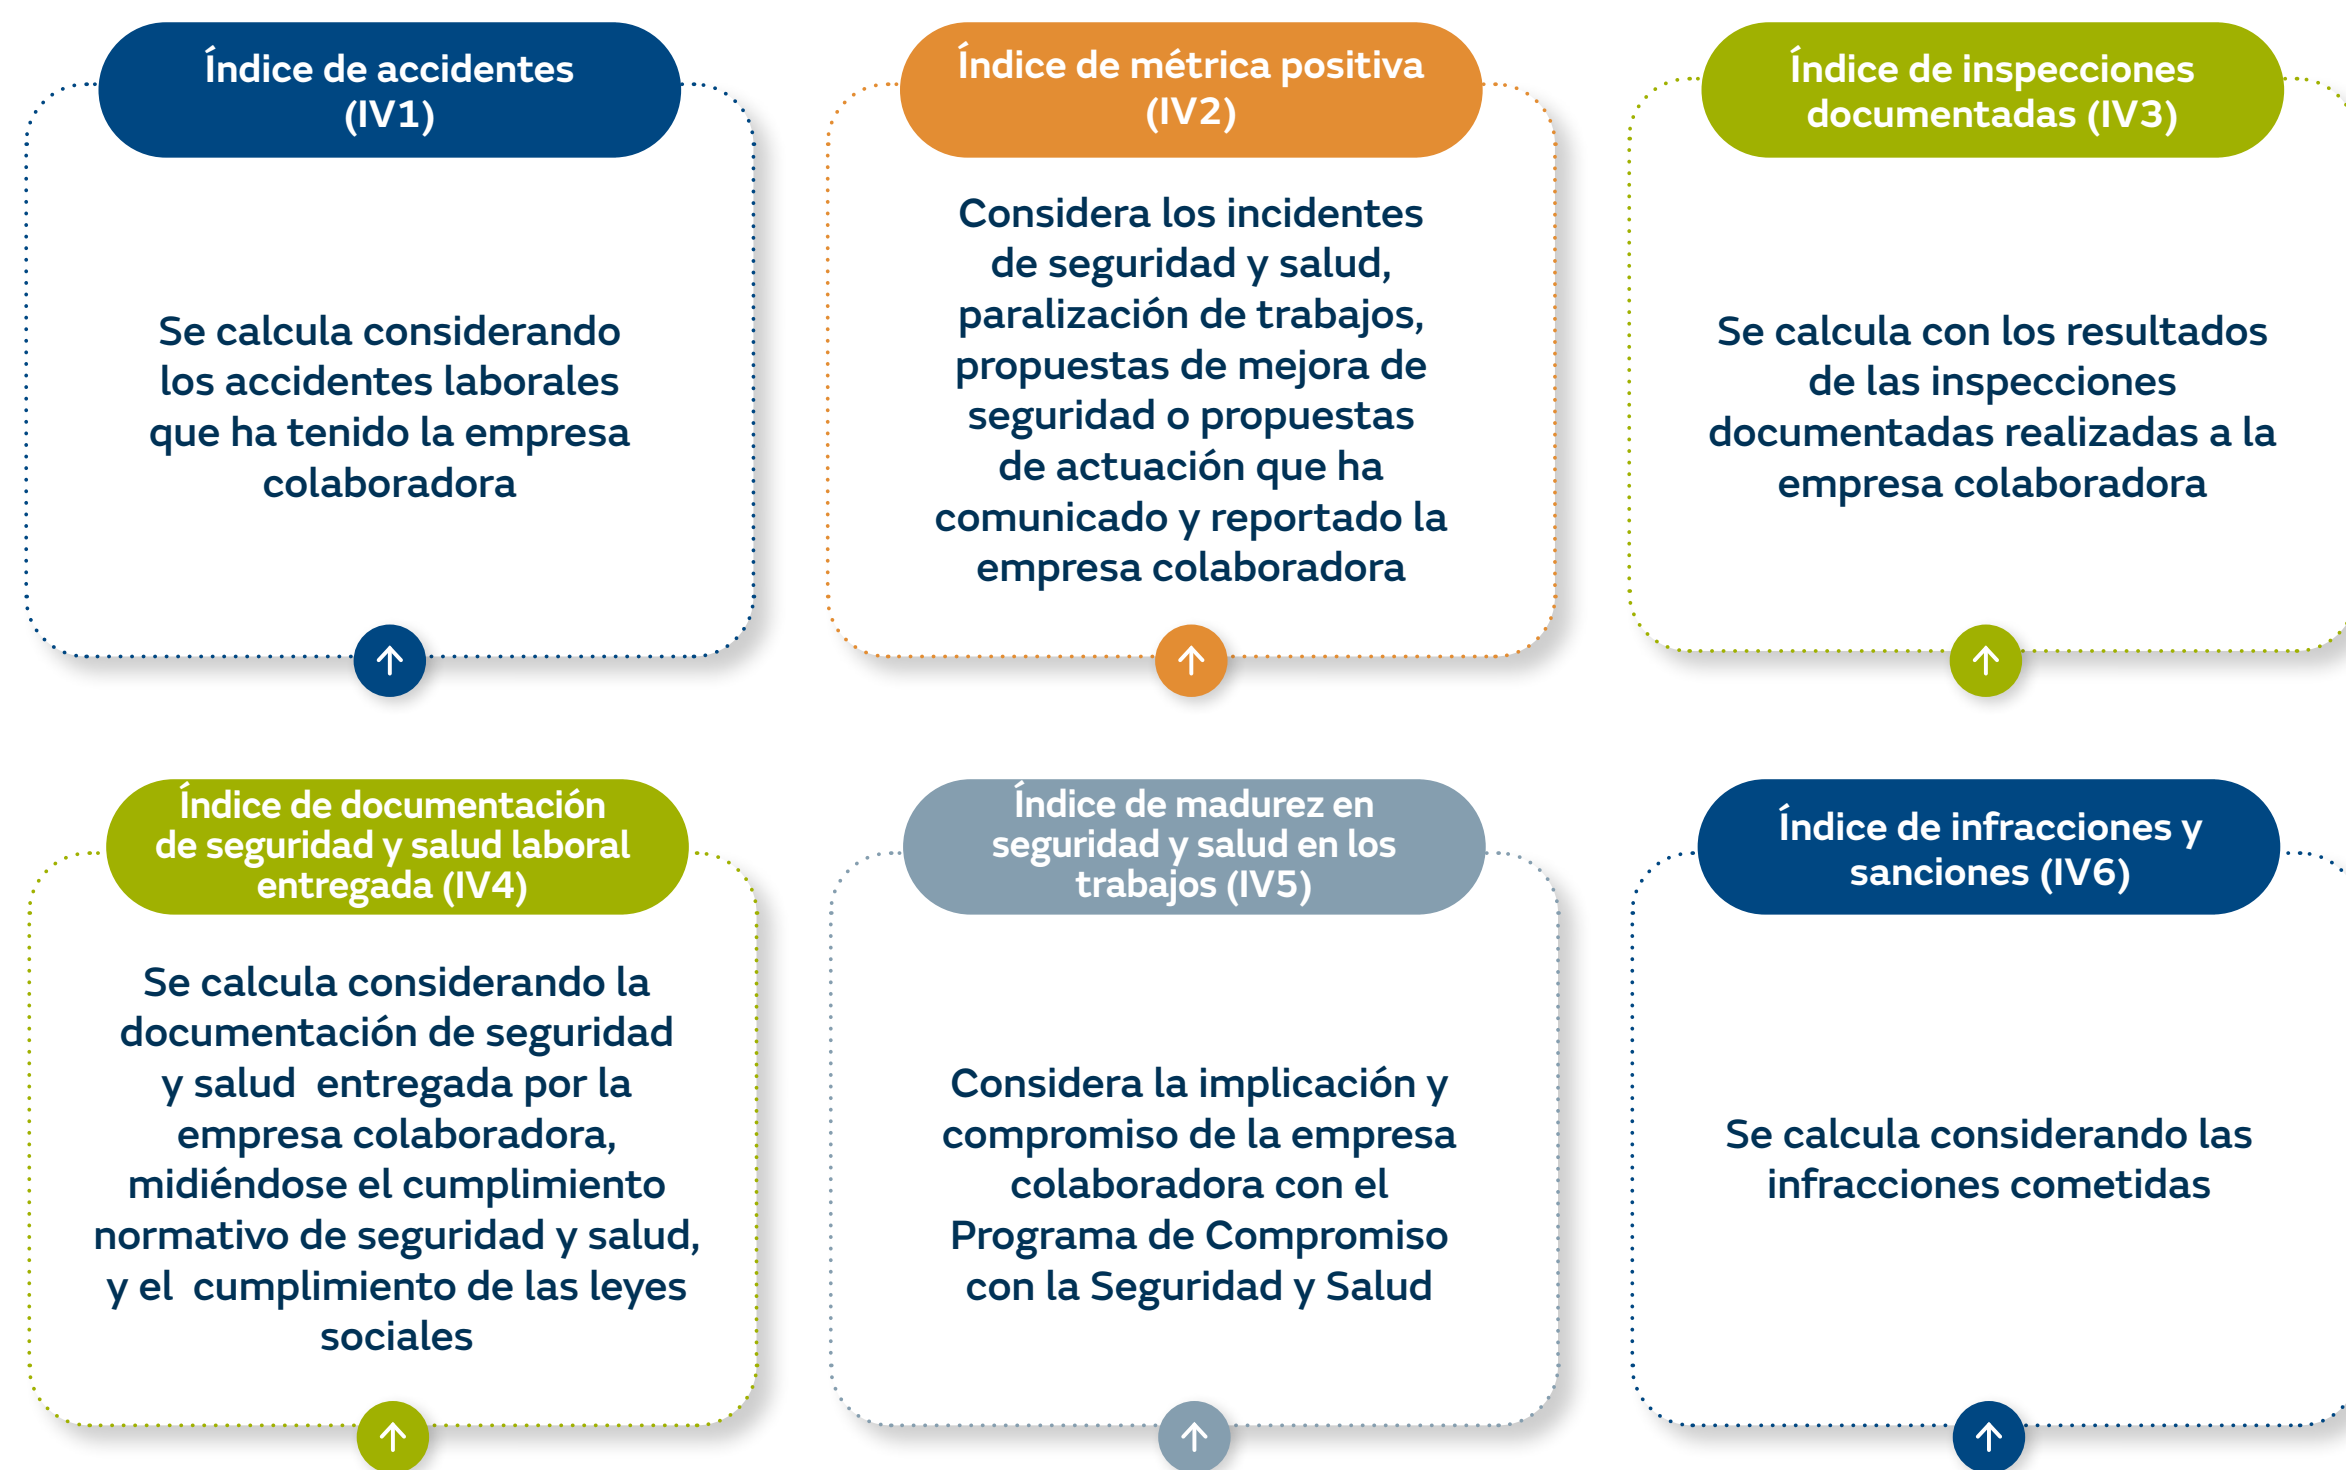 Índice de accidentes
(IV1)
Se calcula considerando
los accidentes laborales
que ha tenido la empresa
colaboradora
Índice de métrica positiva
(IV2)
Considera los incidentes
de seguridad y salud,
paralización de trabajos,
propuestas de mejora de
seguridad o propuestas
de actuación que ha
comunicado y reportado la
empresa colaboradora
Índice de inspecciones
documentadas (IV3)
Se calcula con los resultados
de las inspecciones
documentadas realizadas a la
empresa colaboradora
Índice de documentación
de seguridad y salud laboral
entregada (IV4)
Se calcula considerando la
documentación de seguridad
y salud entregada por la
empresa colaboradora,
midiéndose el cumplimiento
normativo de seguridad y salud,
y el cumplimiento de las leyes
sociales
Índice de madurez en
seguridad y salud en los
trabajos (IV5)
Considera la implicación y
compromiso de la empresa
colaboradora con el
Programa de Compromiso
con la Seguridad y Salud
Índice de infracciones y
sanciones (IV6)
Se calcula considerando las
infracciones cometidas